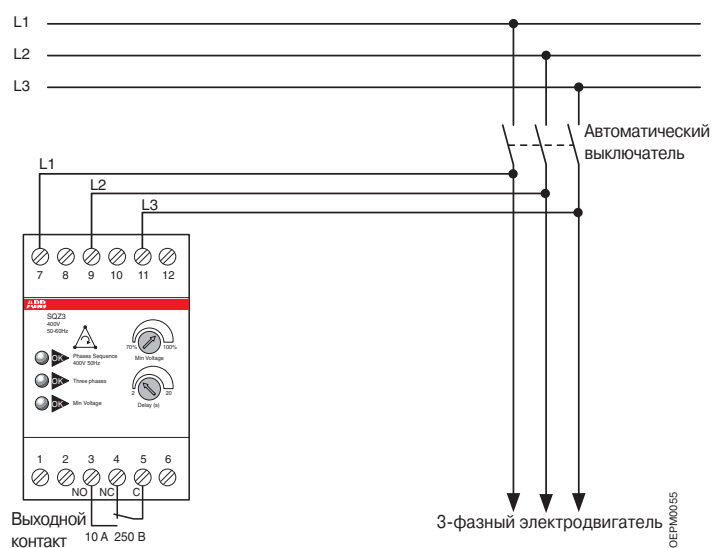 L1
L2
L3
Автоматический
выключатель
L1
L2
L3
7 8 9 10 11 12
ABB
SQZ3
400V
50-60Hz
70% 100%
Min Voltage
OK Phases Sequence
400V 50Hz
OK Three phases
2 20
Delay (s)
OK Min Voltage
1 2 3 4 5 6
NO NC C
Выходной
контакт
10 А 250 В
3-фазный электродвигатель
OEPM0055